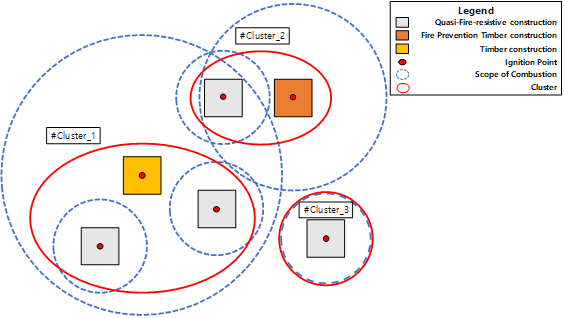 Legend
Quasi-Fire-resistive construction
Fire Prevention Timber construction
Timber construction
Ignition Point
Scope of Combustion
Cluster
#Cluster_2
#Cluster_1
#Cluster_3